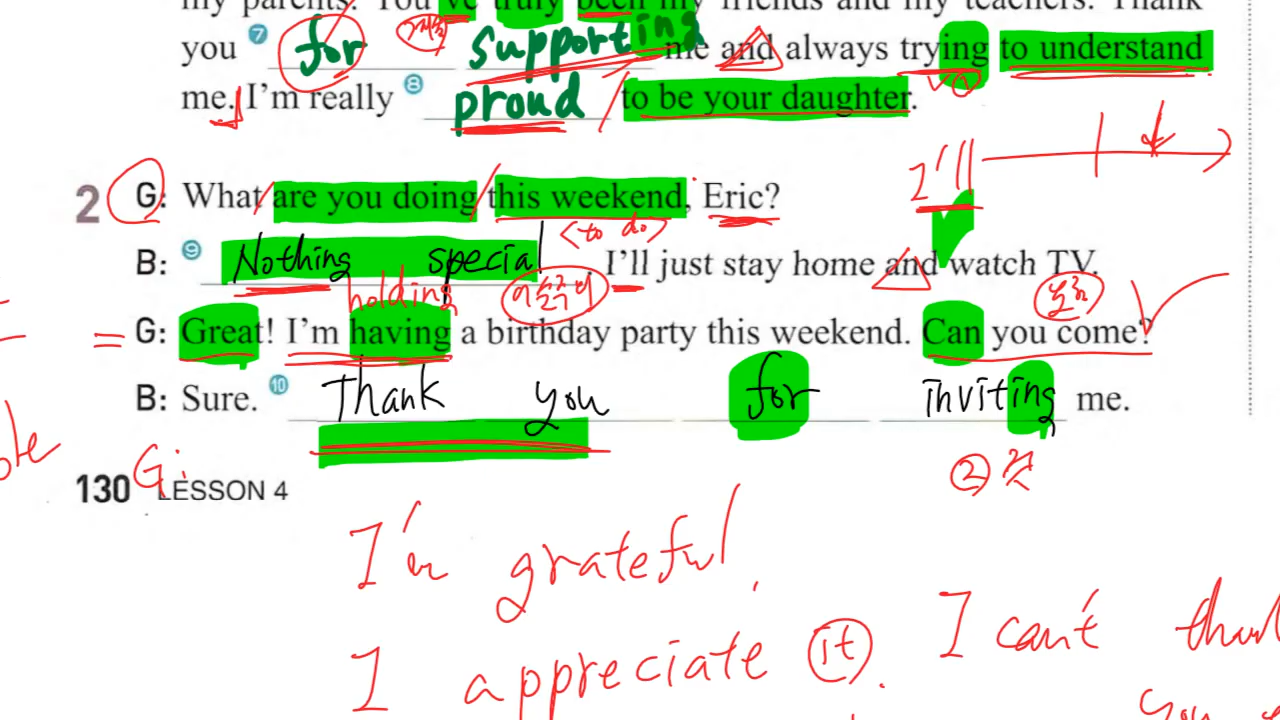 my parents. You've truly been my friends and my teachers. Thank
you ⑦ for supporting me and always trying to understand
me. I'm really ⑧ proud to be your daughter.
I'll
2 G: What are you doing this weekend, Eric?
<to do>
B: ⑨ Nothing special I'll just stay home and watch TV.
holding
= G: Great! I'm having a birthday party this weekend. Can you come?
B: Sure. ⑩ Thank you for inviting me.
G:
130 LESSON 4
I'm grateful.
I can't
I appreciate it.
you